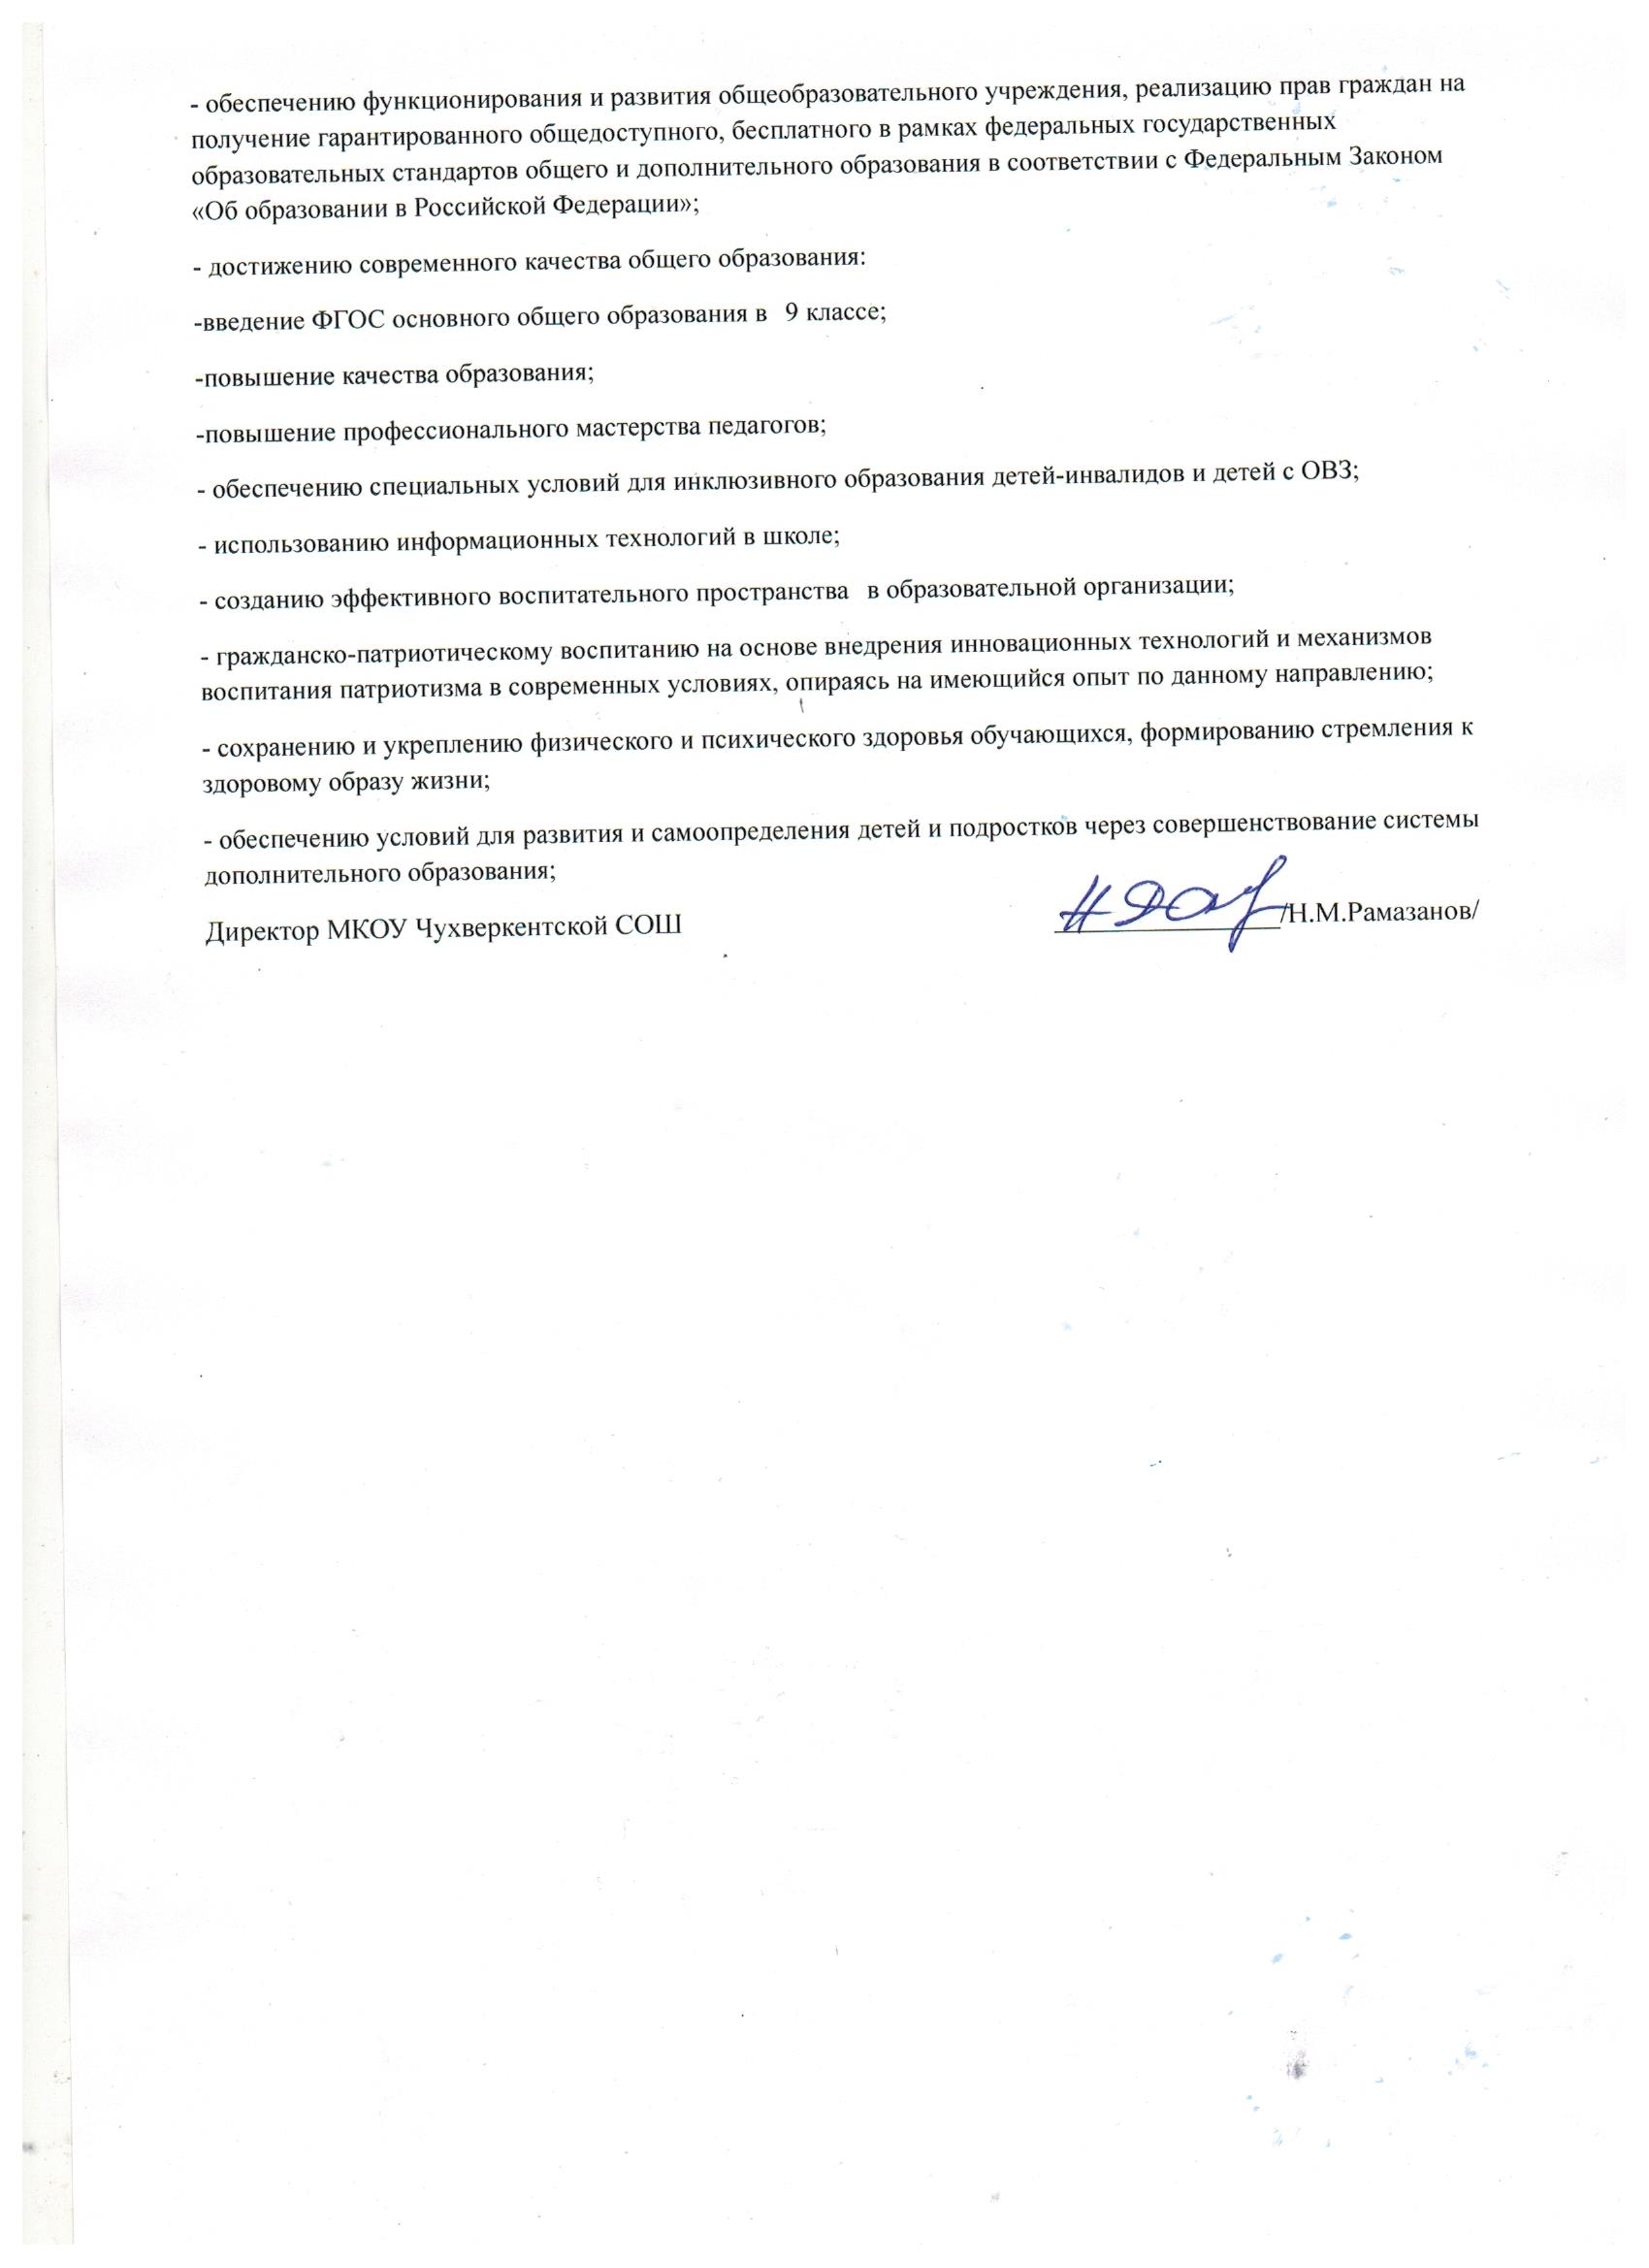 - обеспечению функционирования и развития общеобразовательного учреждения, реализацию прав граждан на
получение гарантированного общедоступного, бесплатного в рамках федеральных государственных
образовательных стандартов общего и дополнительного образования в соответствии с Федеральным Законом
«Об образовании в Российской Федерации»;
- достижению современного качества общего образования:
-введение ФГОС основного общего образования в 9 классе;
-повышение качества образования;
-повышение профессионального мастерства педагогов;
- обеспечению специальных условий для инклюзивного образования детей-инвалидов и детей с ОВЗ;
- использованию информационных технологий в школе;
- созданию эффективного воспитательного пространства в образовательной организации;
- гражданско-патриотическому воспитанию на основе внедрения инновационных технологий и механизмов
воспитания патриотизма в современных условиях, опираясь на имеющийся опыт по данному направлению;
- сохранению и укреплению физического и психического здоровья обучающихся, формированию стремления к
здоровому образу жизни;
- обеспечению условий для развития и самоопределения детей и подростков через совершенствование системы
дополнительного образования;
Директор МКОУ Чухверкентской СОШ /Н.М.Рамазанов/